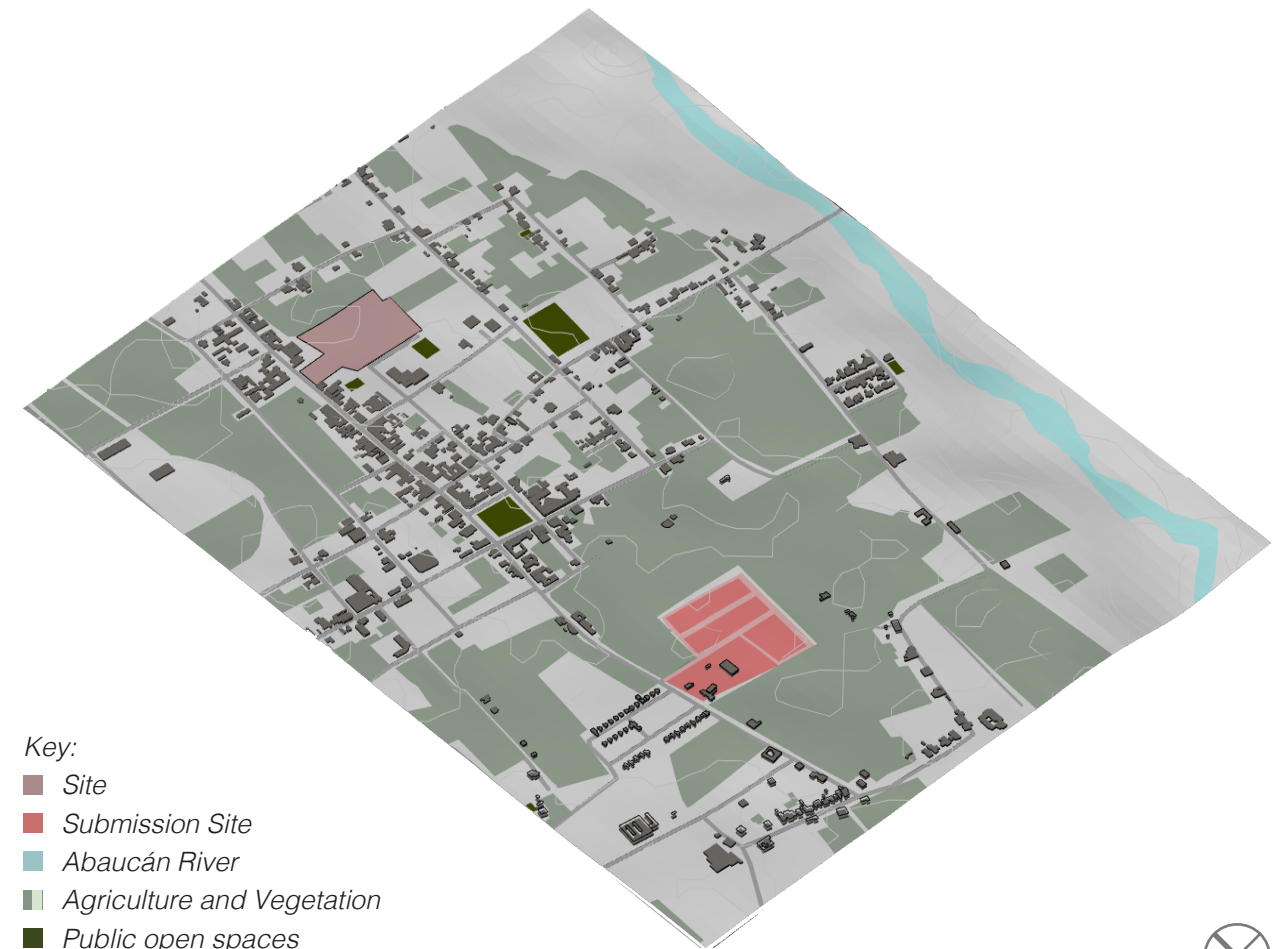 Key:
Site
Submission Site
Abaucán River
Agriculture and Vegetation
Public open spaces